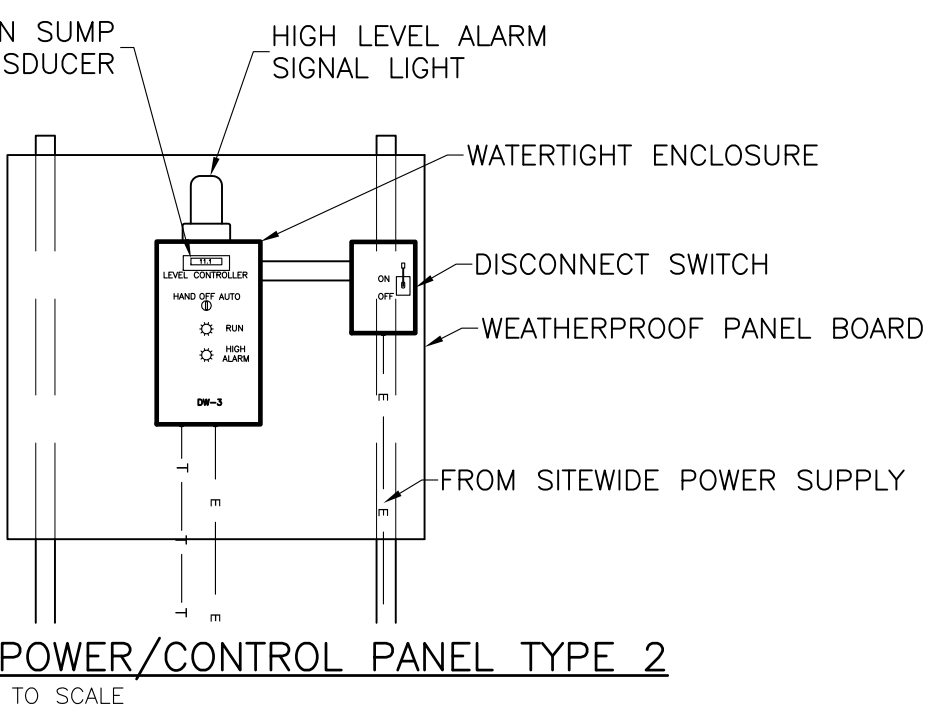 N SUMP
SDUCER
HIGH LEVEL ALARM
SIGNAL LIGHT
WATERTIGHT ENCLOSURE
11.1
LEVEL CONTROLLER
HAND OFF AUTO
RUN
HIGH
ALARM
DW-3
ON
OFF
DISCONNECT SWITCH
WEATHERPROOF PANEL BOARD
E
T
E
FROM SITEWIDE POWER SUPPLY
E
T
T
E
POWER/CONTROL PANEL TYPE 2
TO SCALE